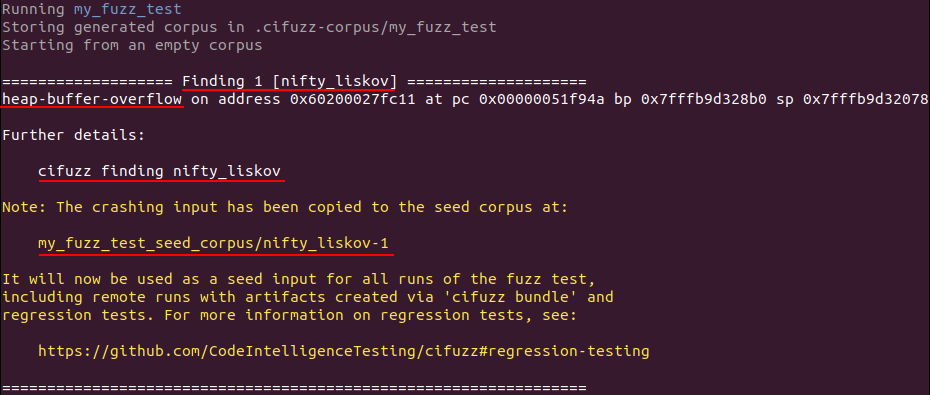 Running my_fuzz_test
Storing generated corpus in .cifuzz-corpus/my_fuzz_test
Starting from an empty corpus
=================== Finding 1 [nifty_liskov] ====================
heap-buffer-overflow on address 0x60200027fc11 at pc 0x00000051f94a bp 0x7fffb9d328b0 sp 0x7fffb9d32078
Further details:
cifuzz finding nifty_liskov
Note: The crashing input has been copied to the seed corpus at:
my_fuzz_test_seed_corpus/nifty_liskov-1
It will now be used as a seed input for all runs of the fuzz test,
including remote runs with artifacts created via 'cifuzz bundle' and
regression tests. For more information on regression tests, see:
https://github.com/CodeIntelligenceTesting/cifuzz#regression-testing
=================================================================